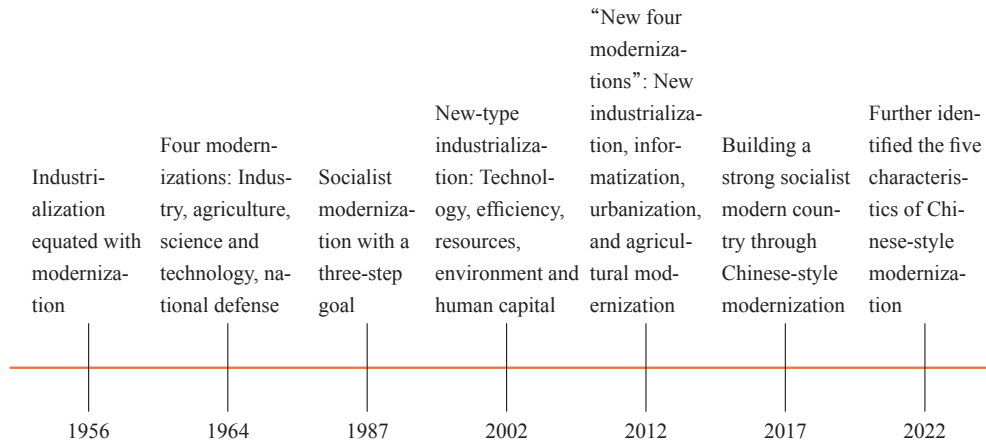 Industri-
alization
equated with
moderniza-
tion
Four modern-
izations: Indus-
try, agriculture,
science and
technology, na-
tional defense
Socialist
moderniza-
tion with a
three-step
goal
New-type
industrializa-
tion: Technol-
ogy, efficiency,
resources,
environment and
human capital
“New four
moderniza-
tions”: New
industrializa-
tion, infor-
matization,
urbanization,
and agricul-
tural mod-
ernization
Building a
strong socialist
modern coun-
try through
Chinese-style
modernization
Further iden-
tified the five
characteris-
tics of Chi-
nese-style
moderniza-
tion
1956
1964
1987
2002
2012
2017
2022